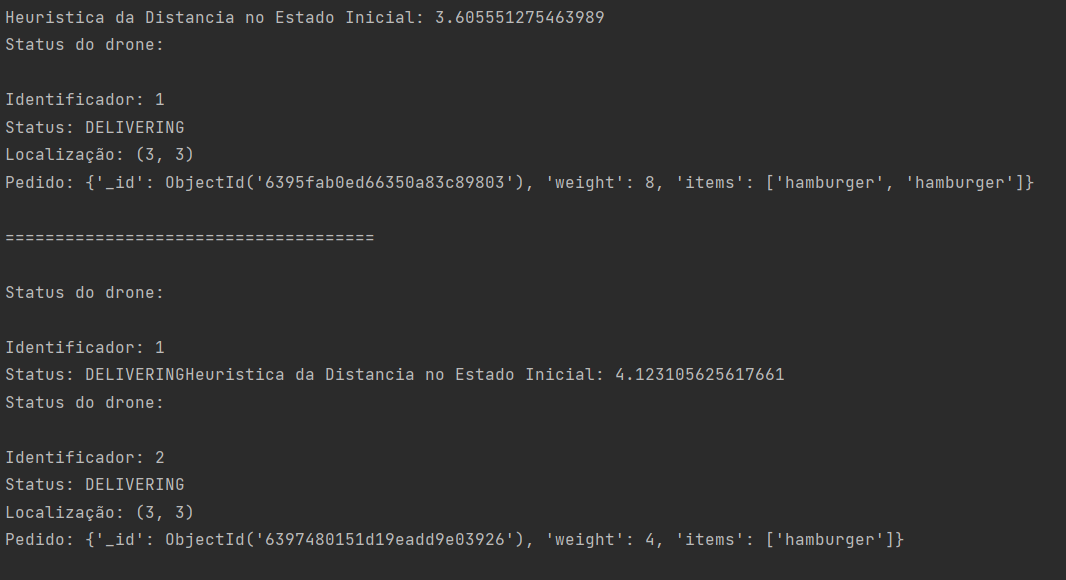 Heuristica da Distancia no Estado Inicial: 3.605551275463989
Status do drone:
Identificador: 1
Status: DELIVERING
Localização: (3, 3)
Pedido: {'_id': ObjectId('6395fab0ed66350a83c89803'), 'weight': 8, 'items': ['hamburger', 'hamburger']}
=====================================
Status do drone:
Identificador: 1
Status: DELIVERINGHeuristica da Distancia no Estado Inicial: 4.123105625617661
Status do drone:
Identificador: 2
Status: DELIVERING
Localização: (3, 3)
Pedido: {'_id': ObjectId('6397480151d19eadd9e03926'), 'weight': 4, 'items': ['hamburger']}